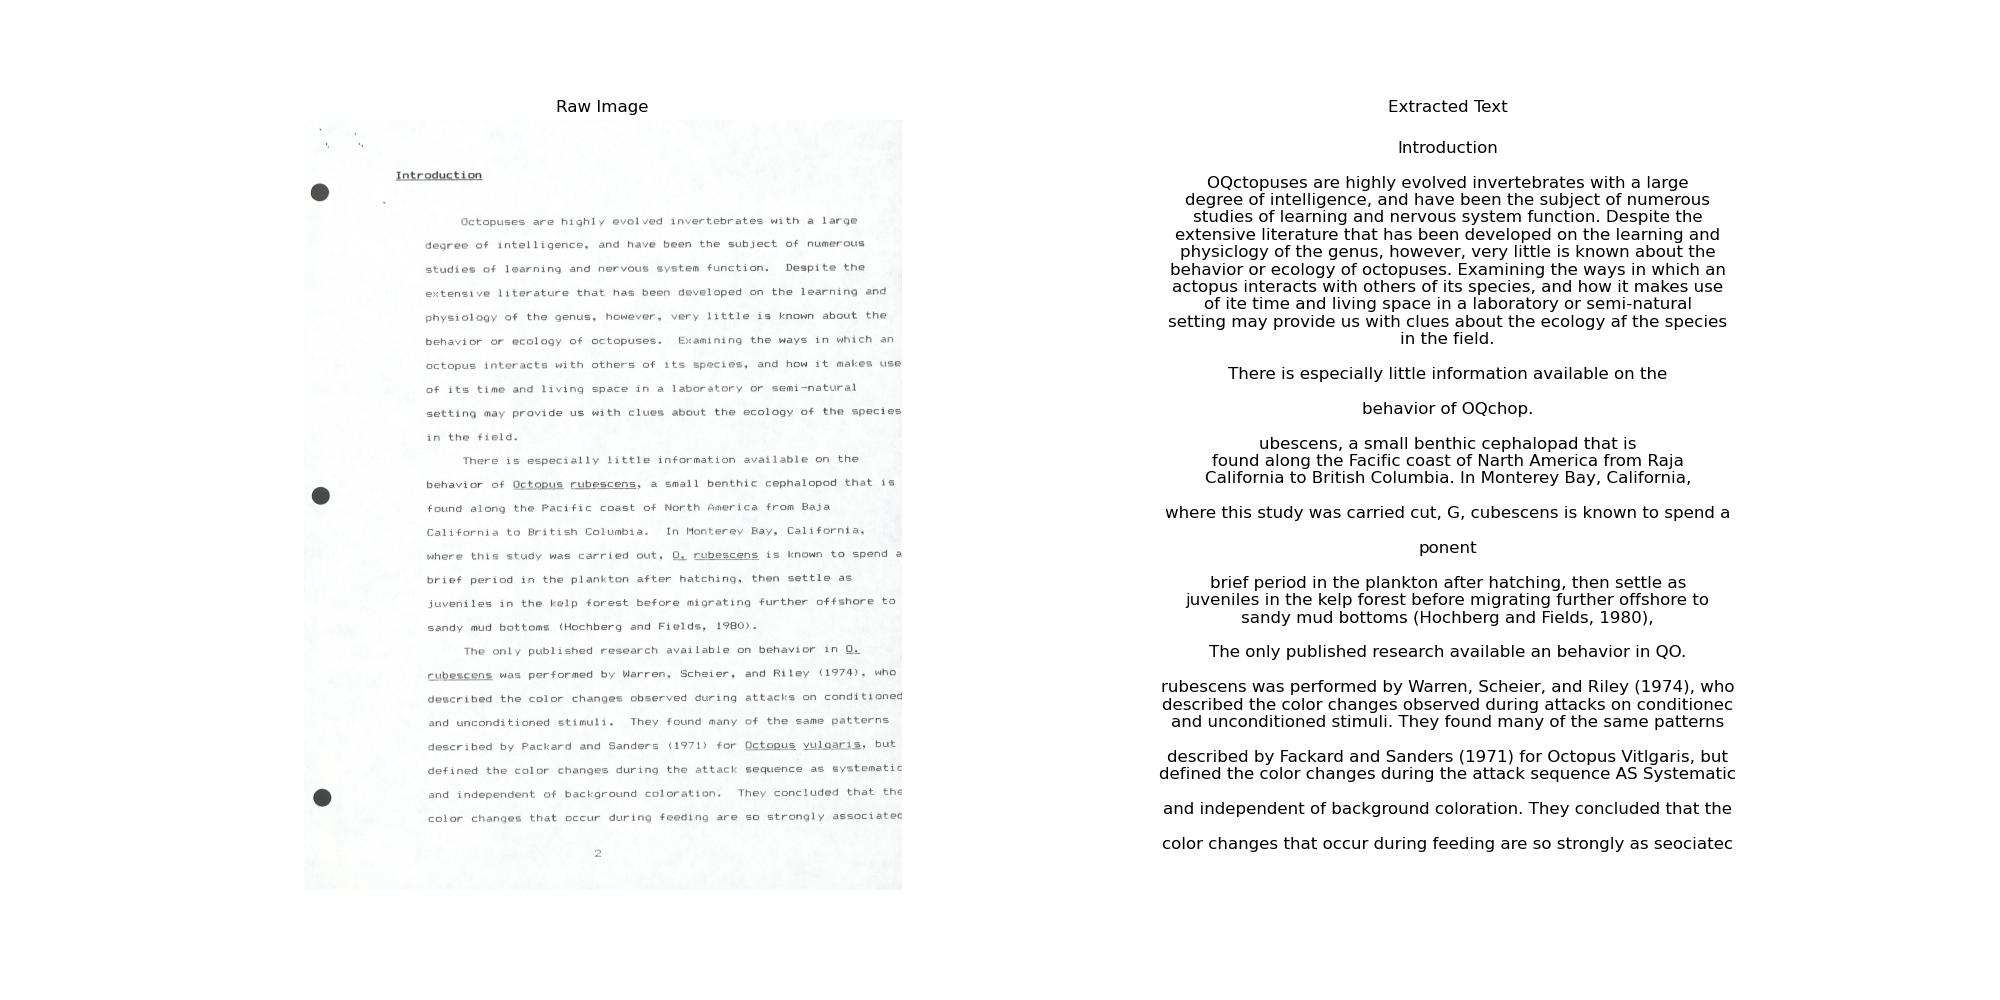 Raw Image
Introduction
Octopuses are highly evolved invertebrates with a large
degree of intelligence, and have been the subject of numerous
studies of learning and nervous system function. Despite the
extensive literature that has been developed on the learning and
physiology of the genus, however, very little is known about the
behavior or ecology of octopuses. Examining the ways in which an
octopus interacts with others of its species, and how it makes use
of its time and living space in a laboratory or semi-natural
setting may provide us with clues about the ecology of the species
in the field.
There is especially little information available on the
behavior of Octopus rubescens, a small benthic cephalopod that is
found along the Pacific coast of North America from Baja
California to British Columbia. In Monterey Bay, California,
where this study was carried out, O. rubescens is known to spend a
brief period in the plankton after hatching, then settle as
juveniles in the kelp forest before migrating further offshore to
sandy mud bottoms (Hochberg and Fields, 1980).
The only published research available on behavior in O.
rubescens was performed by Warren, Scheier, and Riley (1974), who
described the color changes observed during attacks on conditioned
and unconditioned stimuli. They found many of the same patterns
described by Packard and Sanders (1971) for Octopus vulgaris, but
defined the color changes during the attack sequence as systematic
and independent of background coloration. They concluded that the
color changes that occur during feeding are so strongly associated
2
Extracted Text
Introduction
OQctopuses are highly evolved invertebrates with a large
degree of intelligence, and have been the subject of numerous
studies of learning and nervous system function. Despite the
extensive literature that has been developed on the learning and
physiclogy of the genus, however, very little is known about the
behavior or ecology of octopuses. Examining the ways in which an
actopus interacts with others of its species, and how it makes use
of ite time and living space in a laboratory or semi-natural
setting may provide us with clues about the ecology af the species
in the field.
There is especially little information available on the
behavior of OQchop.
ubescens, a small benthic cephalopad that is
found along the Facific coast of Narth America from Raja
California to British Columbia. In Monterey Bay, California,
where this study was carried cut, G, cubescens is known to spend a
ponent
brief period in the plankton after hatching, then settle as
juveniles in the kelp forest before migrating further offshore to
sandy mud bottoms (Hochberg and Fields, 1980),
The only published research available an behavior in QO.
rubescens was performed by Warren, Scheier, and Riley (1974), who
described the color changes observed during attacks on conditionec
and unconditioned stimuli. They found many of the same patterns
described by Fackard and Sanders (1971) for Octopus Vitlgaris, but
defined the color changes during the attack sequence AS Systematic
and independent of background coloration. They concluded that the
color changes that occur during feeding are so strongly as seociatec